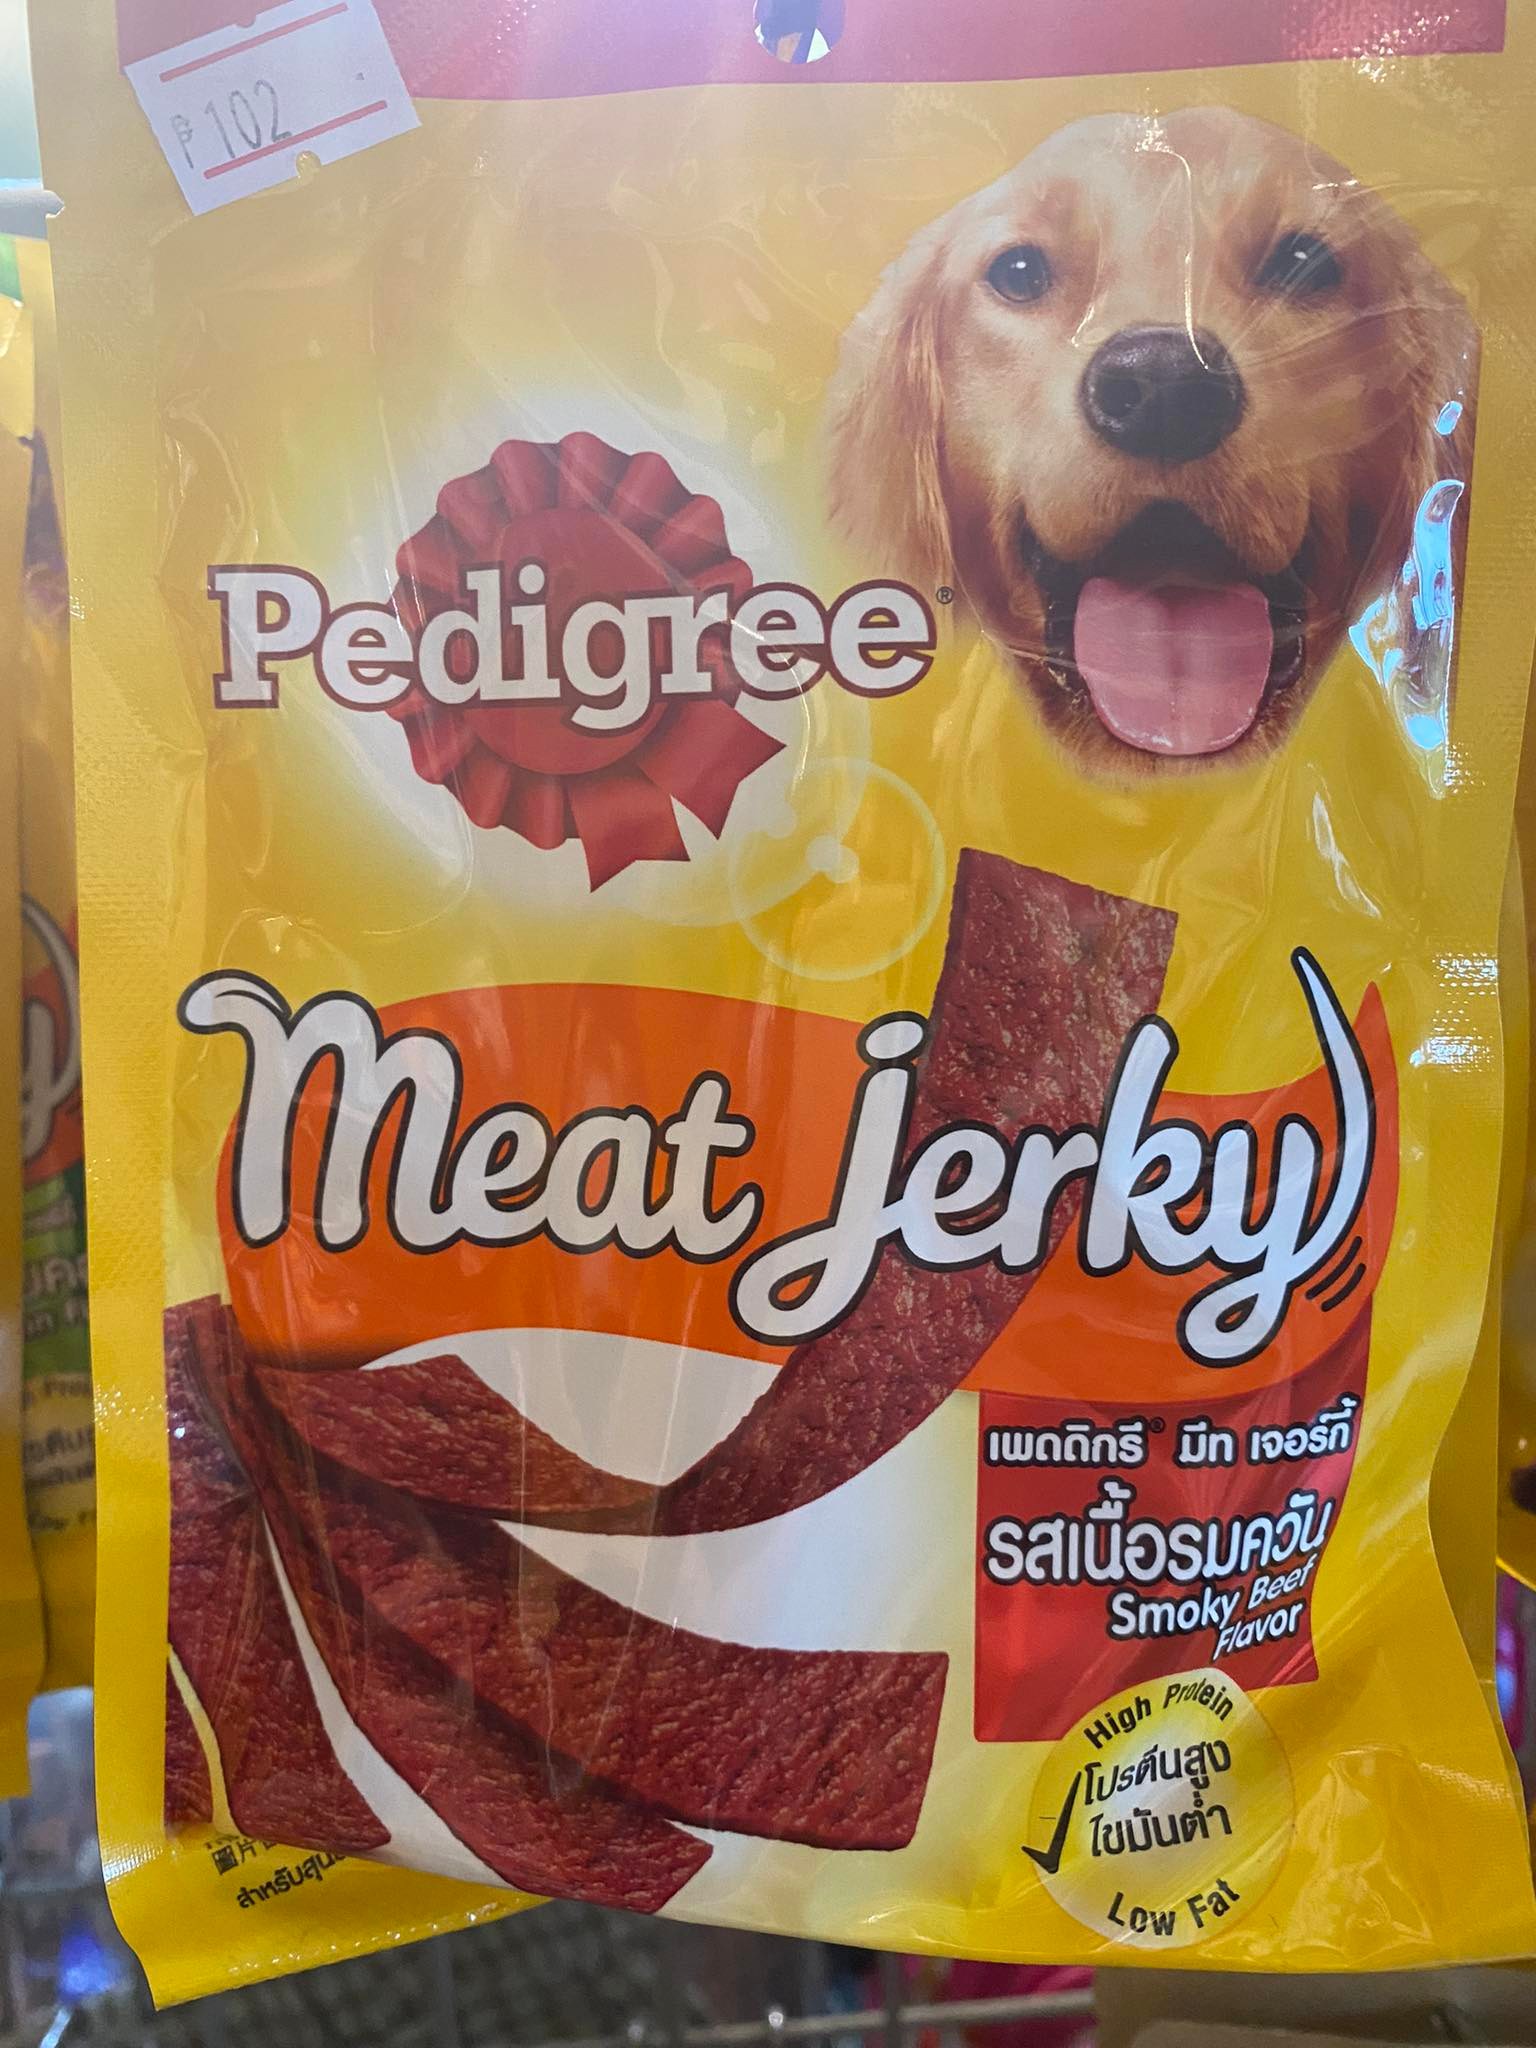 ₱102
Pedigree®
Meat Jerky
เพดดิกรี® มีท เจอร์กี้
รสเนื้อรมควัน
Smoky Beef
Flavor
High Protein
โปรตีนสูง
ไขมันต่ำ
Low Fat
圖片
สำหรับสุนั